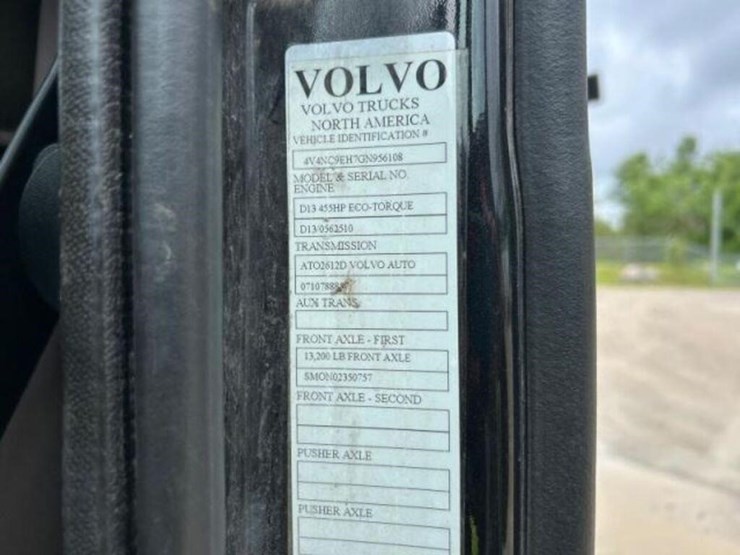 VOLVO
VOLVO TRUCKS
NORTH AMERICA
VEHICLE IDENTIFICATION #
4V4NC9EH7GN956108
MODEL & SERIAL NO.
ENGINE
D13 455HP ECO-TORQUE
D13/0562510
TRANSMISSION
ATO2612D VOLVO AUTO
AUX TRANS.
FRONT AXLE - FIRST
13,200 LB FRONT AXLE
SMON02350757
FRONT AXLE - SECOND
PUSHER AXLE
PUSHER AXLE